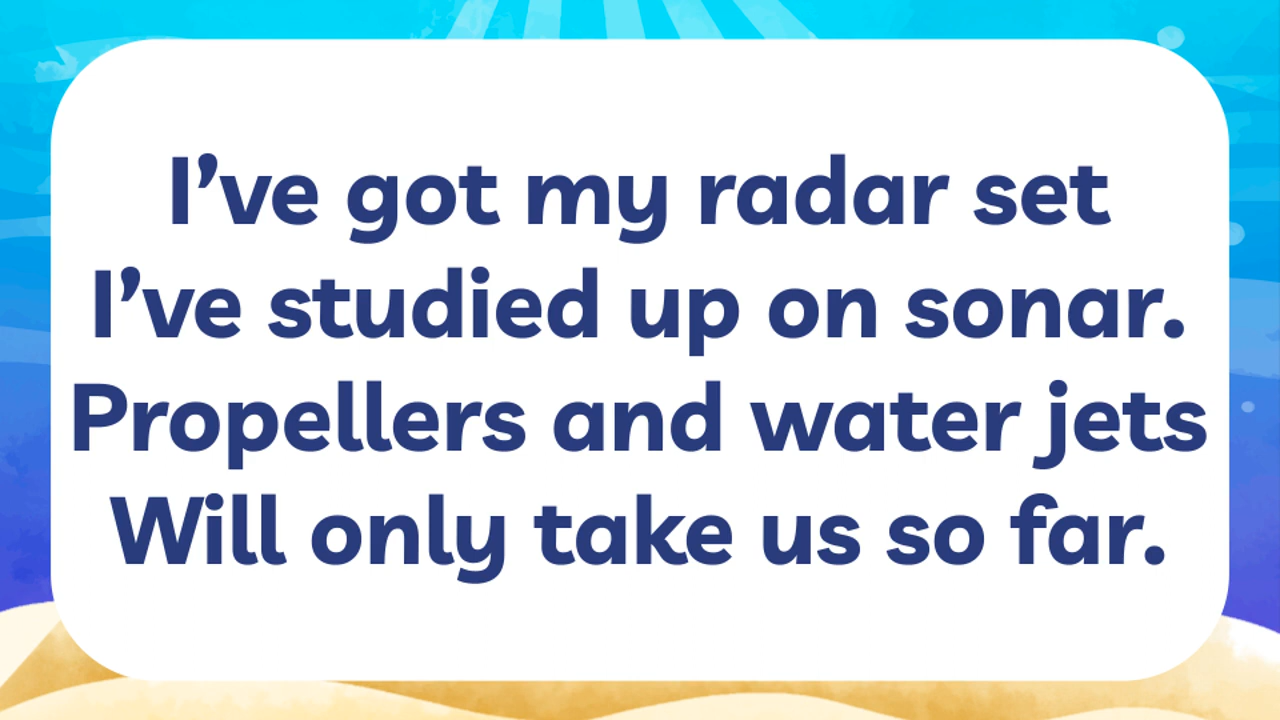 I’ve got my radar set
I’ve studied up on sonar.
Propellers and water jets
Will only take us so far.